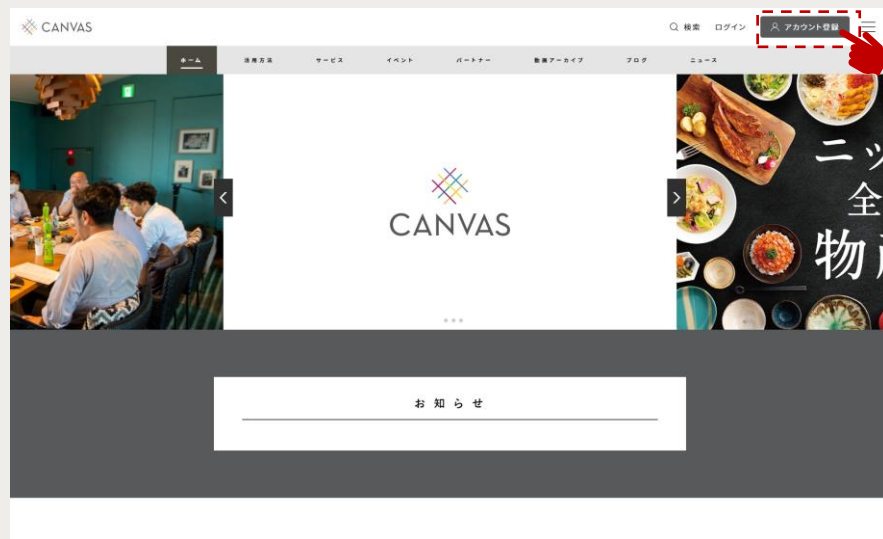 CANVAS
検索 ログイン アカウント登録
ホーム 活用方法 サービス イベント パートナー 動画アーカイブ ブログ ニュース
CANVAS
ニッ
全
物産
お知らせ